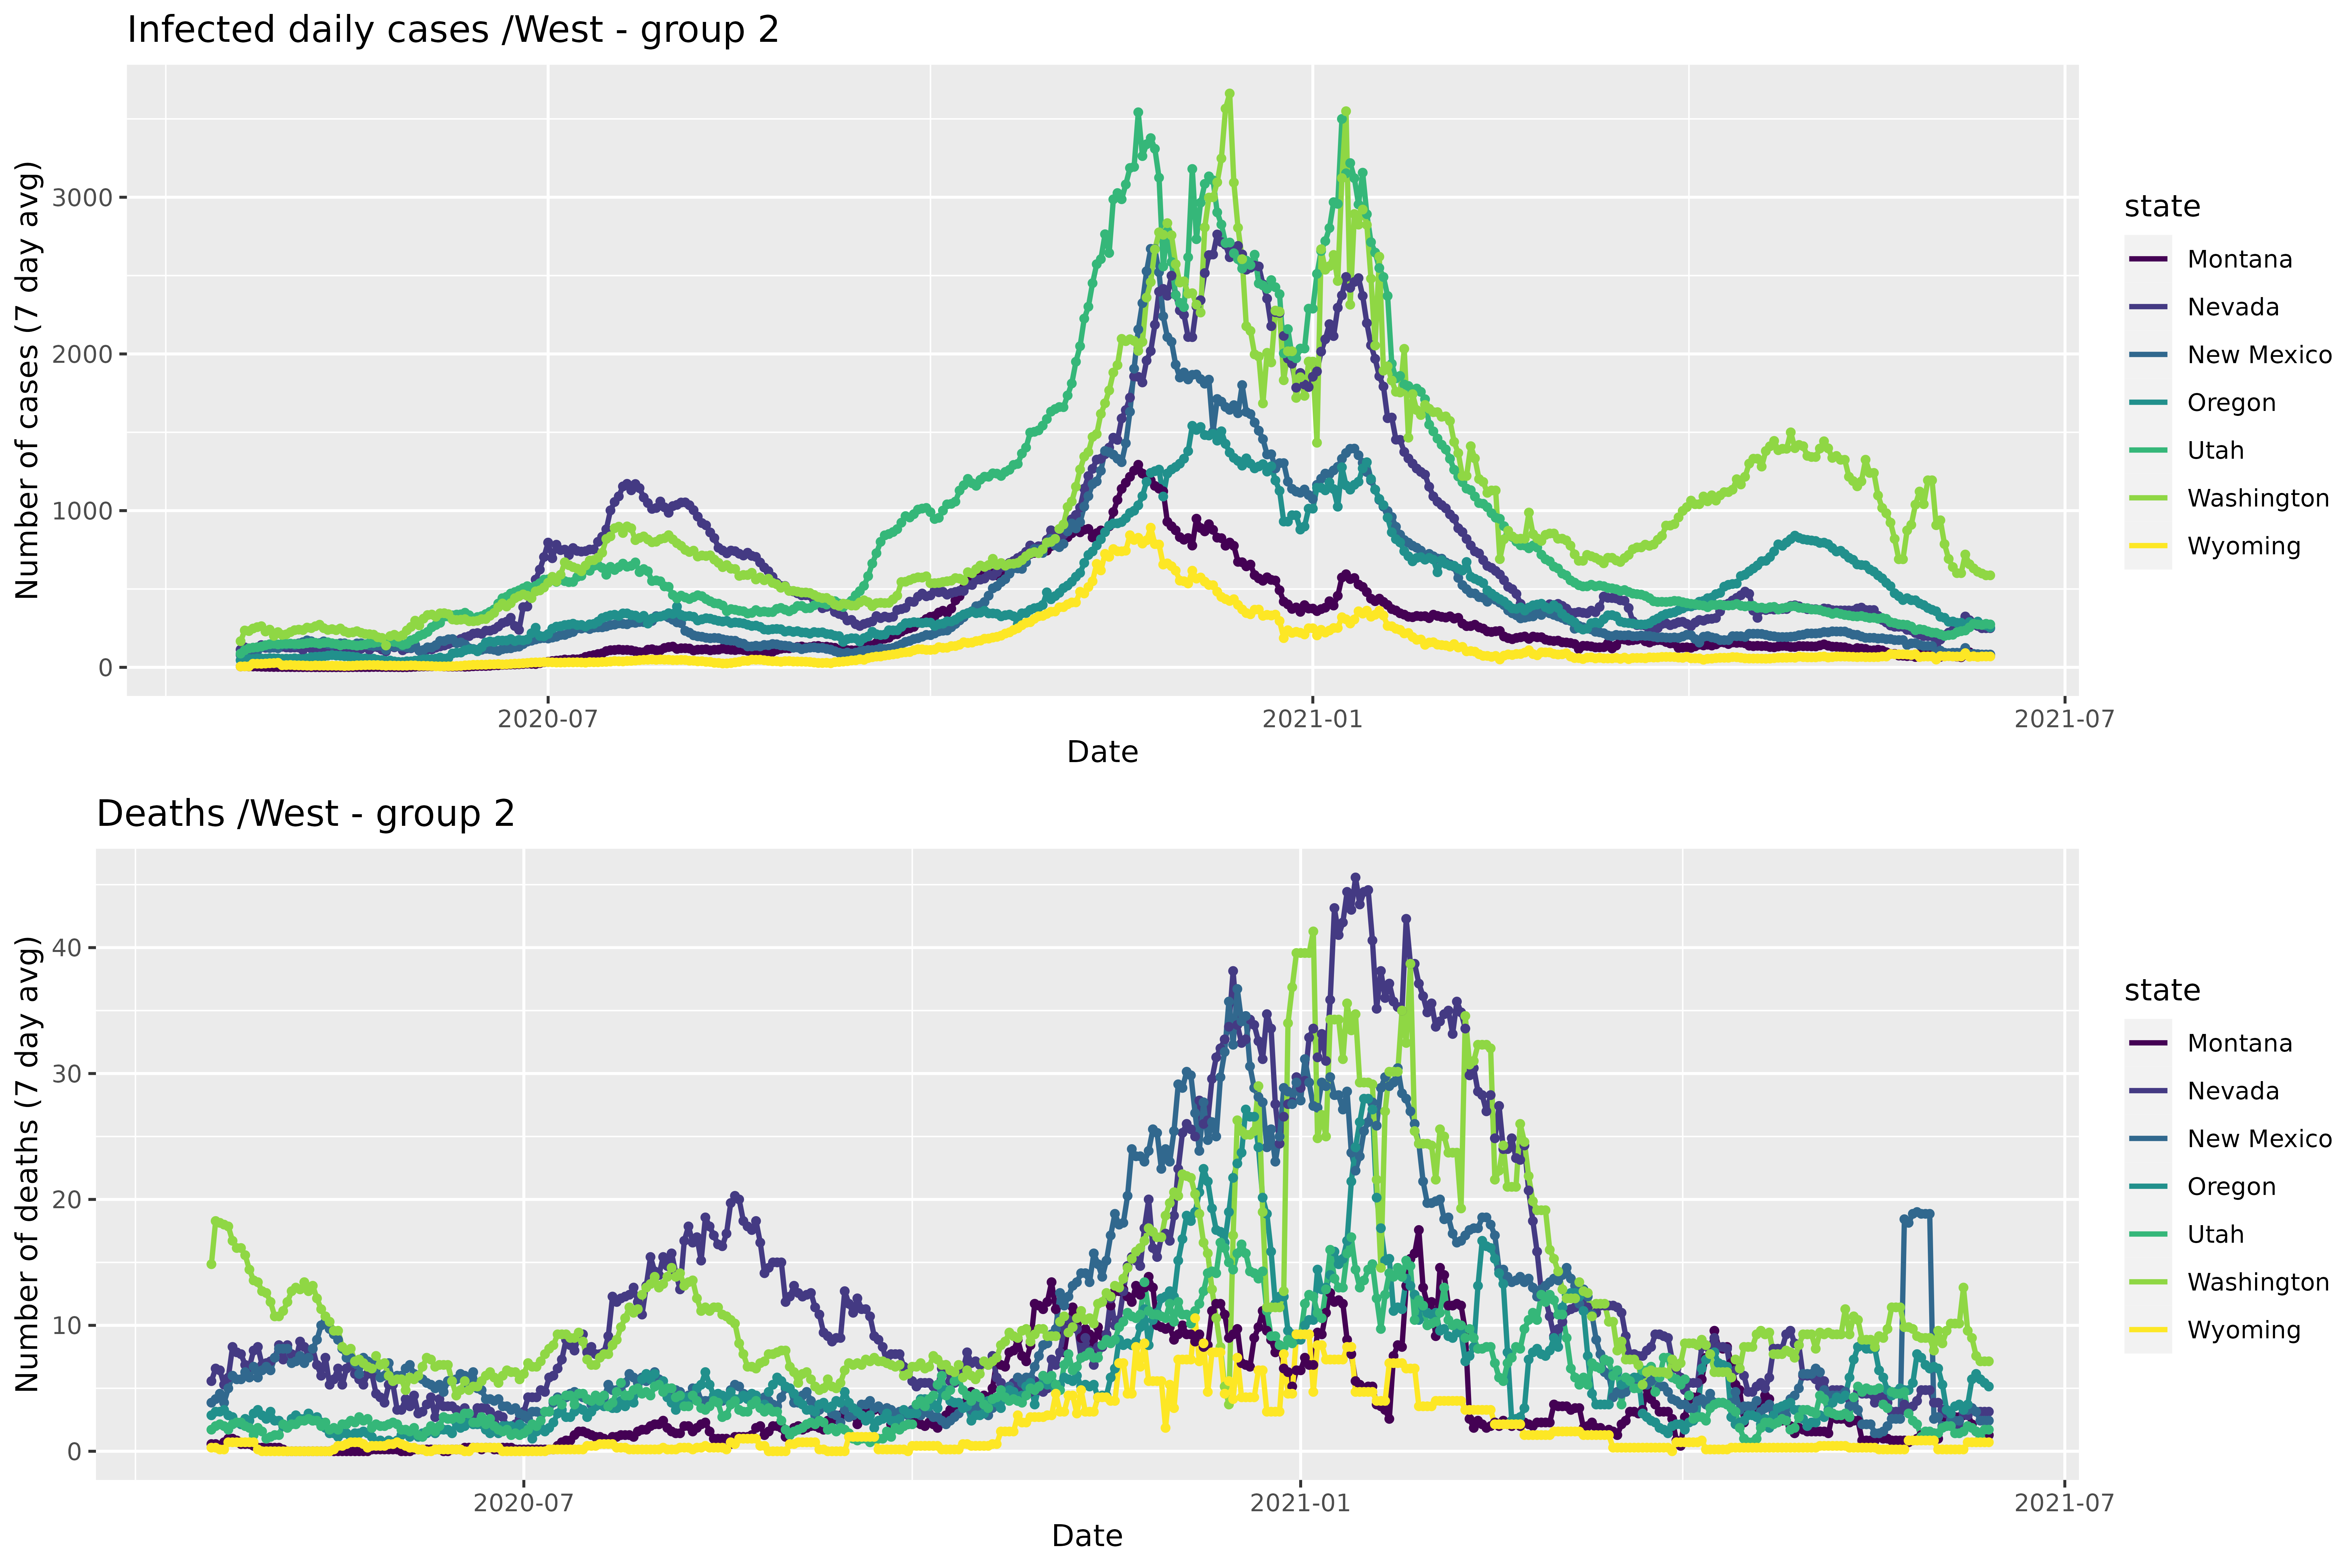 Infected daily cases /West - group 2
Number of cases (7 day avg)
3000
2000
1000
0
2020-07
2021-01
2021-07
Date
state
Montana
Nevada
New Mexico
Oregon
Utah
Washington
Wyoming
Deaths /West - group 2
Number of deaths (7 day avg)
40
30
20
10
0
2020-07
2021-01
2021-07
Date
state
Montana
Nevada
New Mexico
Oregon
Utah
Washington
Wyoming